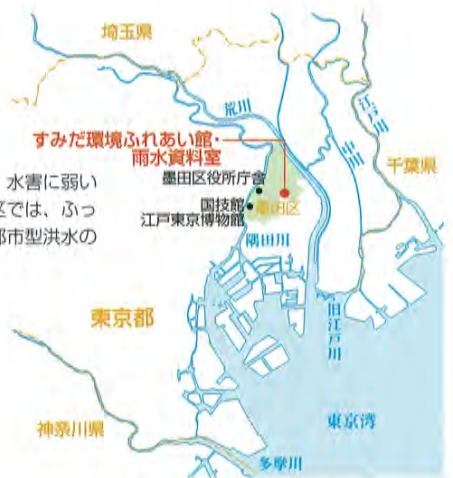 埼玉県
荒川
江戸川
中川
千葉県
すみだ環境ふれあい館・
雨水資料室
水害に弱い
区では、ふっ
都市型洪水の
墨田区役所庁舎
国技館
江戸東京博物館
墨田区
隅田川
東京都
旧江戸川
神奈川県
東京湾
多摩川